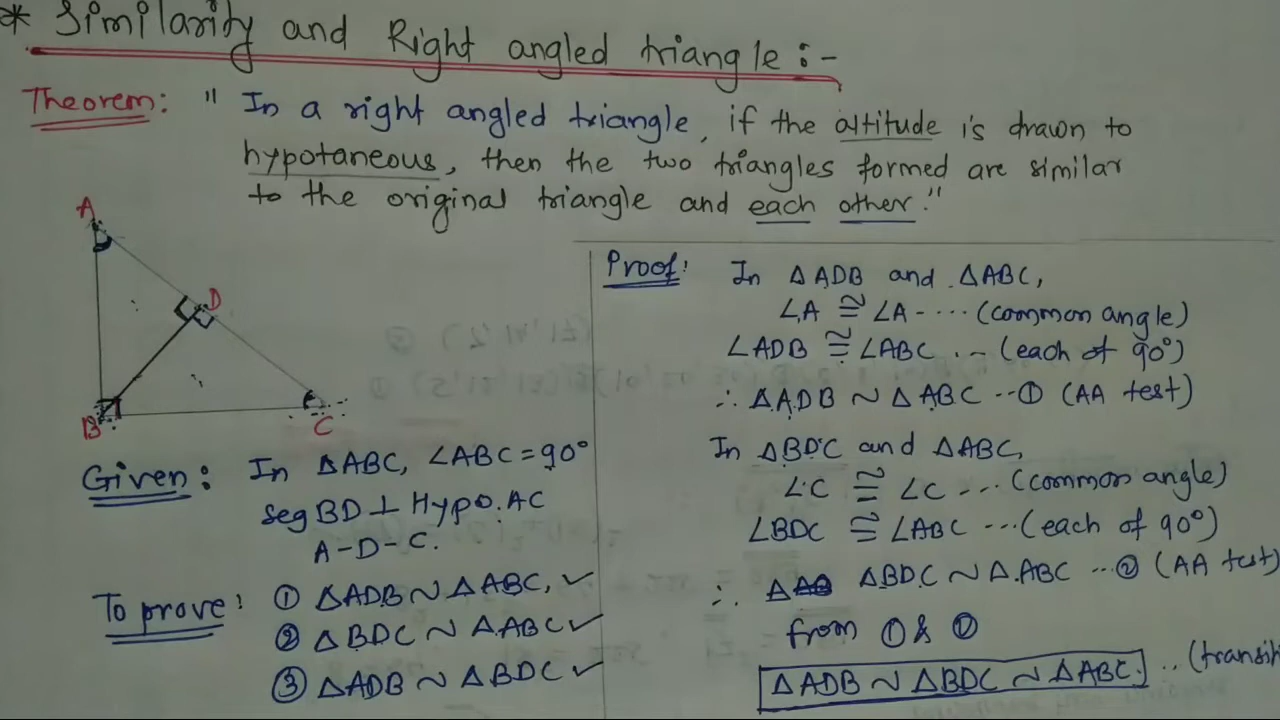 * Similarity and Right angled triangle :-
Theorem: " In a right angled triangle, if the altitude is drawn to
hypotaneous, then the two triangles formed are similar
to the original triangle and each other."
A
D
B
C
Given: In ΔABC, ∠ABC = 90°
seg BD ⊥ Hypo. AC
A-D-C.
To prove: ① ΔADB ~ ΔABC, ✓
② ΔBDC ~ ΔABC ✓
③ ΔADB ~ ΔBDC ✓
Proof: In ΔADB and ΔABC,
∠A ≅ ∠A - ... (common angle)
∠ADB ≅ ∠ABC .. - (each of 90°)
∴ ΔADB ~ ΔABC -- ① (AA test)
In ΔBDC and ΔABC,
∠C ≅ ∠C --.. (common angle)
∠BDC ≅ ∠ABC --.. (each of 90°)
∴ ΔBDC ~ ΔABC ... ② (AA test)
from ① & ②
ΔADB ~ ΔBDC ~ ΔABC. .. (transiti